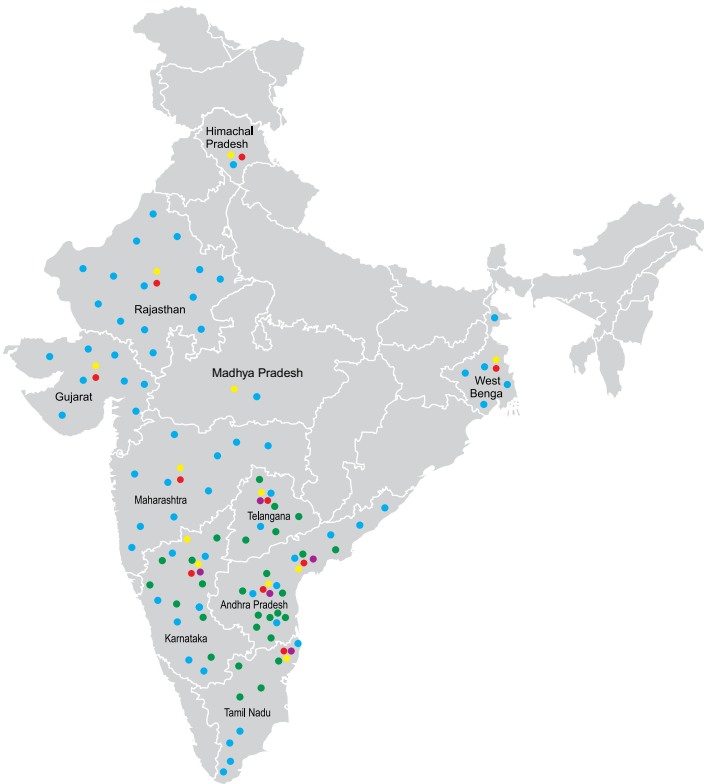 Himachal
Pradesh
Rajasthan
Madhya Pradesh
Gujarat
West
Benga
Maharashtra
Telangana
Andhra Pradesh
Karnataka
Tamil Nadu